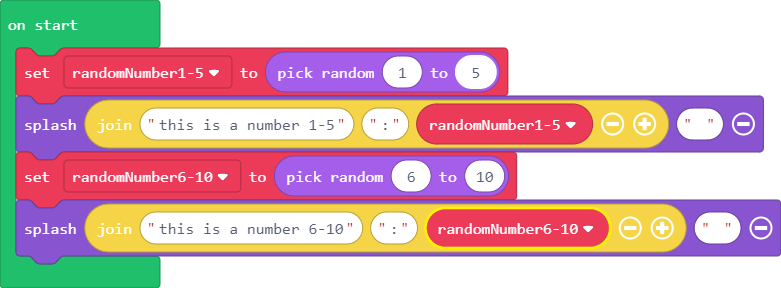 on start
set randomNumber1-5 to pick random 1 to 5
splash join "this is a number 1-5" ":" randomNumber1-5 " "
set randomNumber6-10 to pick random 6 to 10
splash join "this is a number 6-10" ":" randomNumber6-10 " "